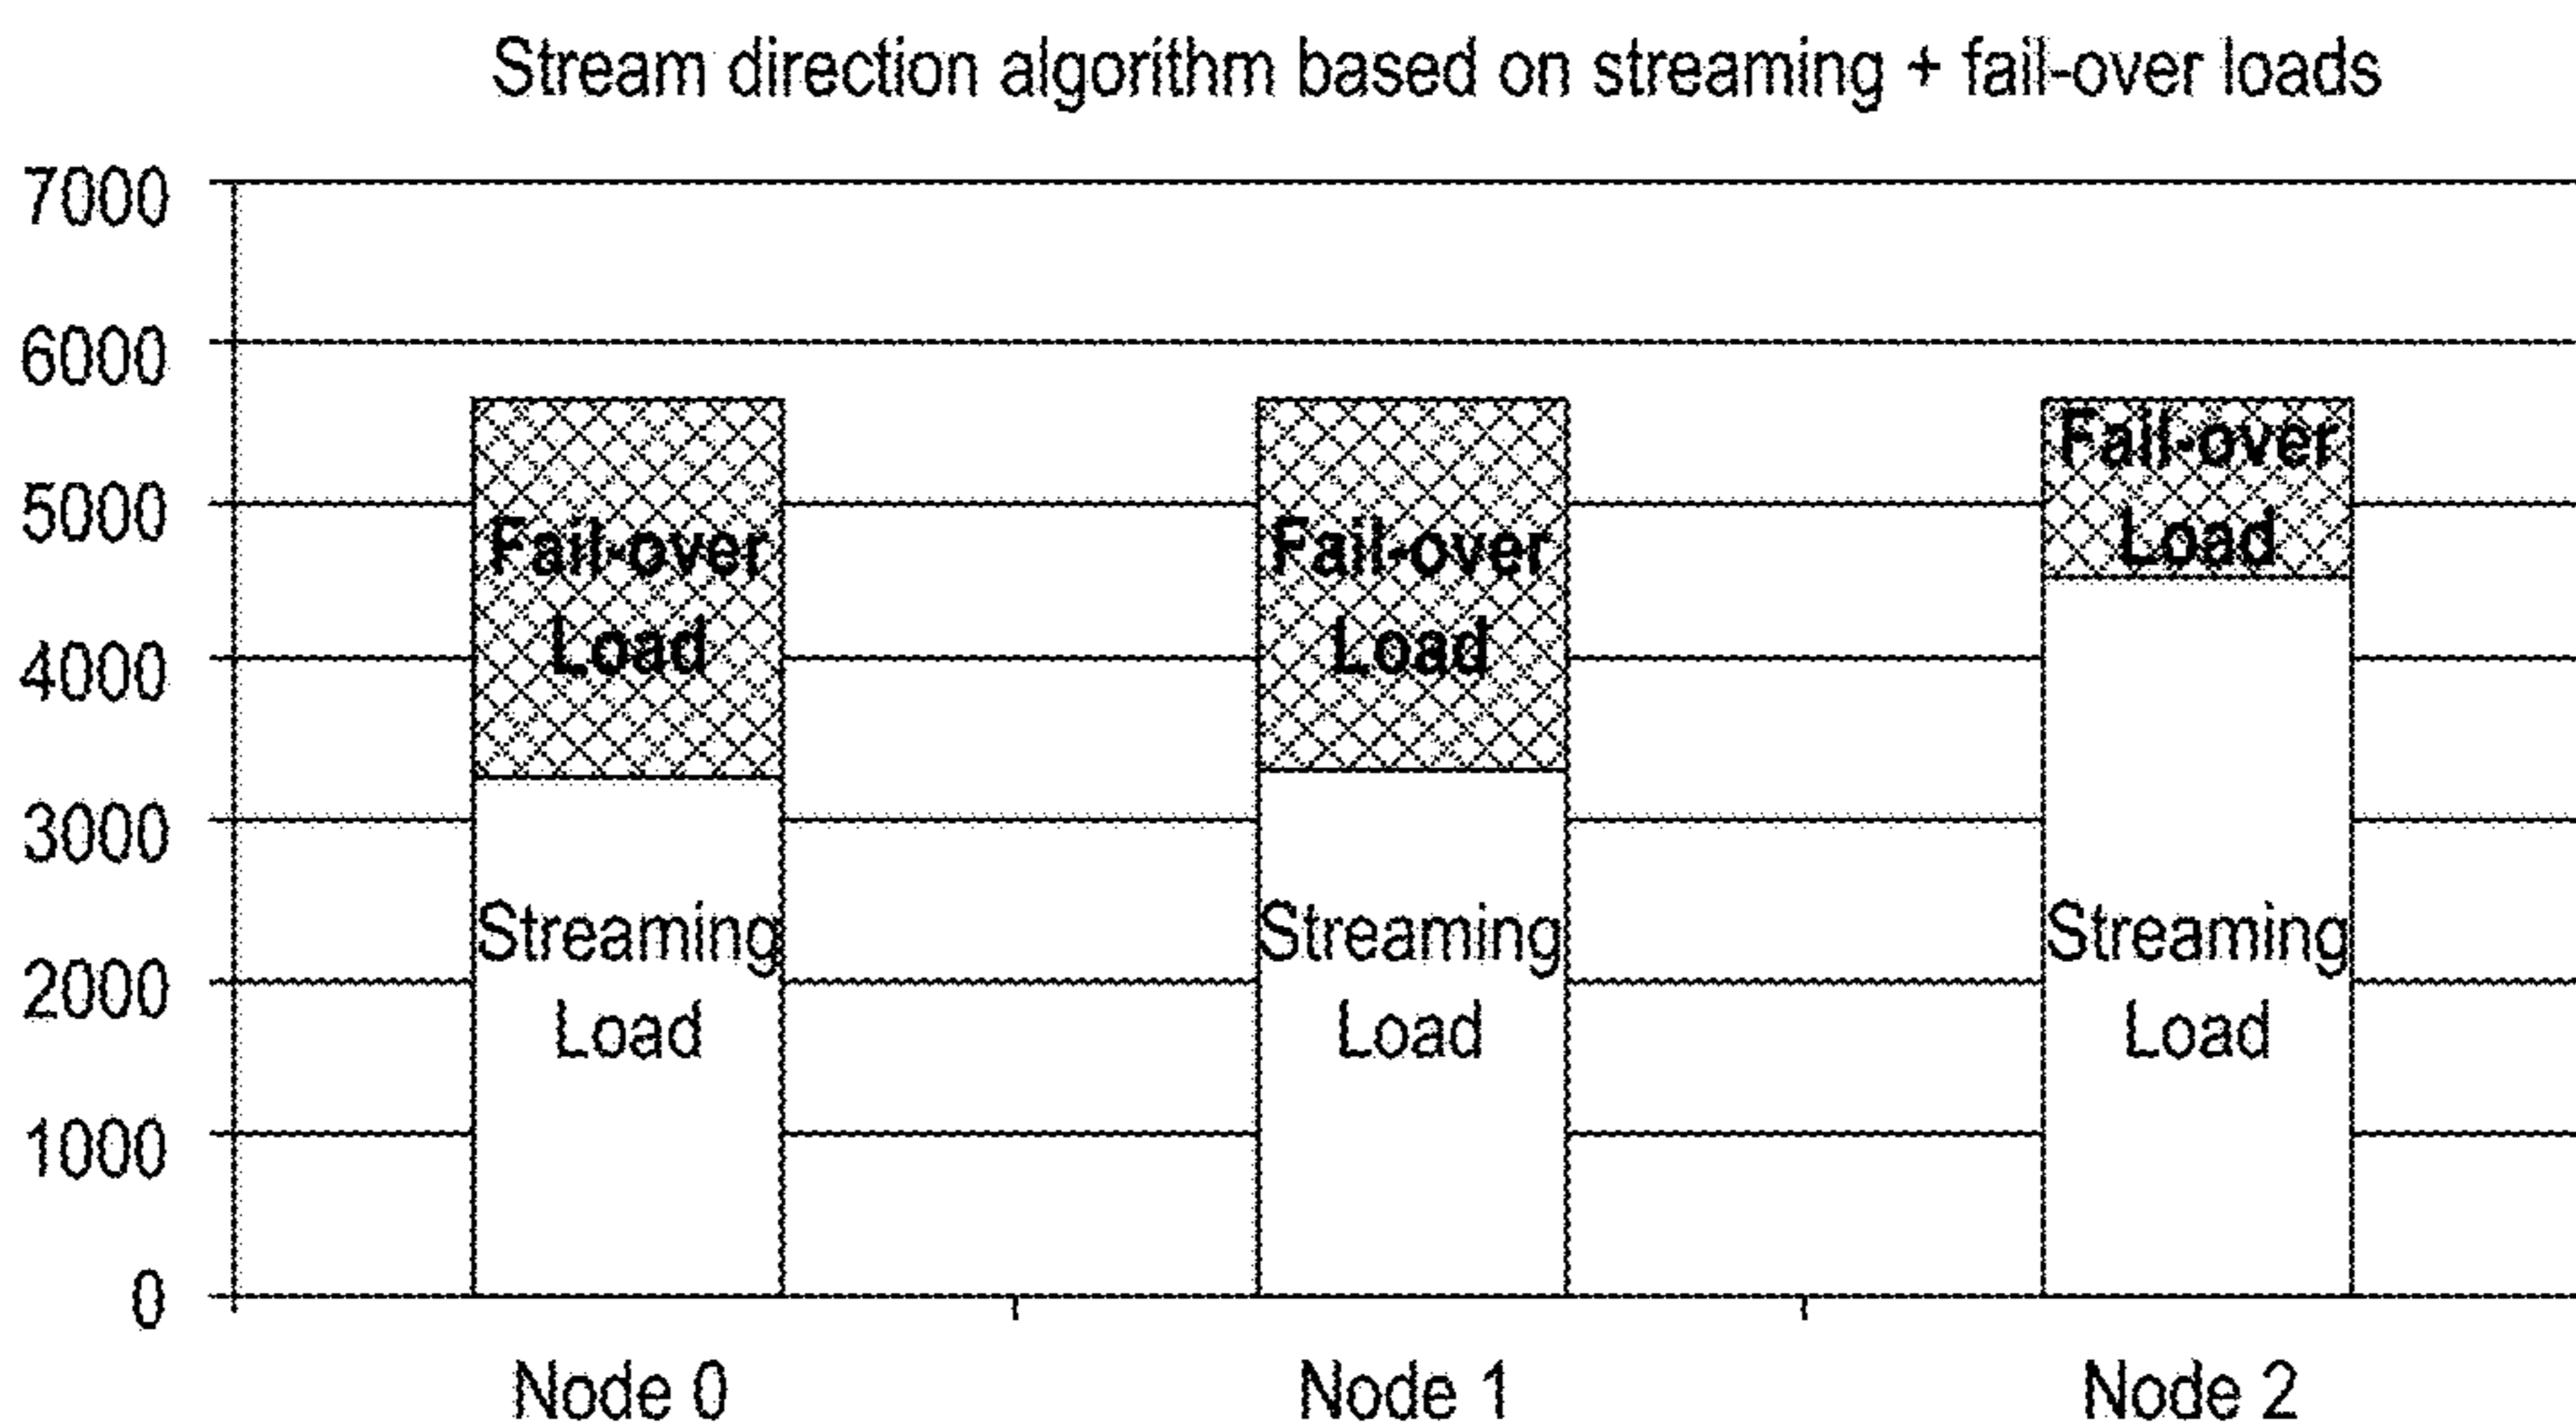 Stream direction algorithm based on streaming + fail-over loads
7000
6000
5000
4000
3000
2000
1000
0
Fail-over
Load
Streaming
Load
Fail-over
Load
Streaming
Load
Fail-over
Load
Streaming
Load
Node 0
Node 1
Node 2